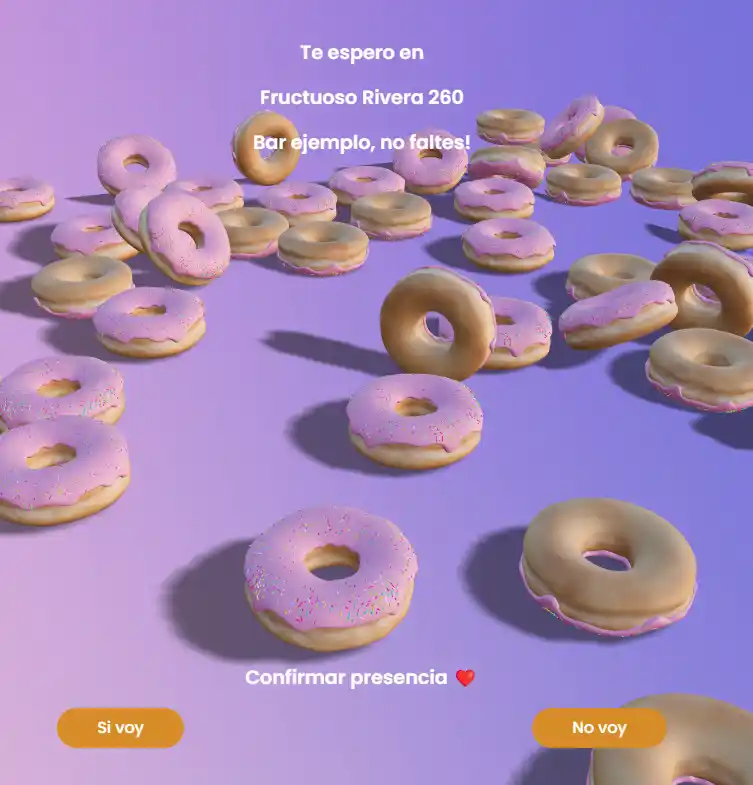 Te espero en
Fructuoso Rivera 260
Bar ejemplo, no faltes!
Confirmar presencia ❤️
Si voy
No voy